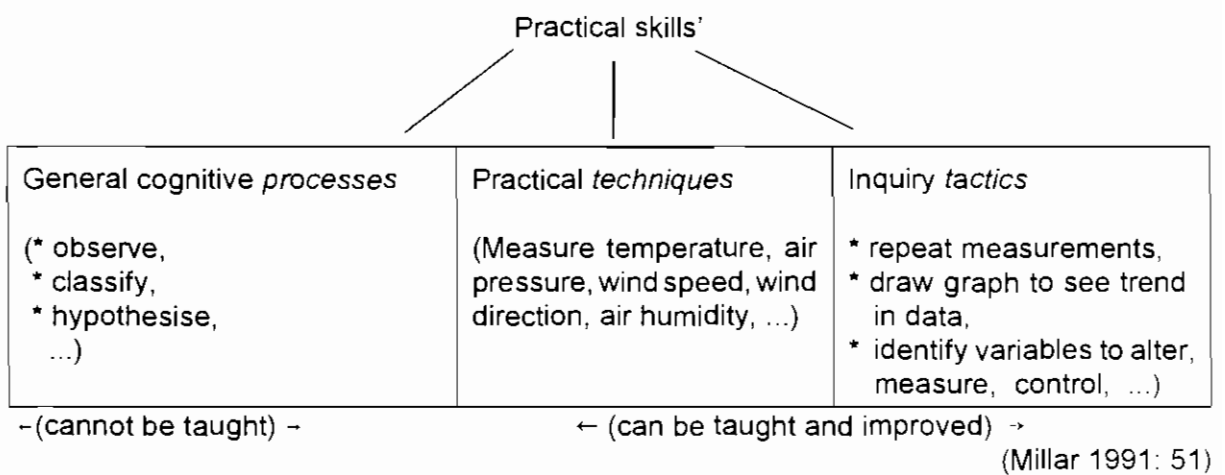 Practical skills'
General cognitive processes
(* observe,
* classify,
* hypothesise,
...)
Practical techniques
(Measure temperature, air
pressure, wind speed, wind
direction, air humidity, ...)
Inquiry tactics
* repeat measurements,
* draw graph to see trend
in data,
* identify variables to alter,
measure, control, ...)
←(cannot be taught) →
← (can be taught and improved) →
(Millar 1991: 51)